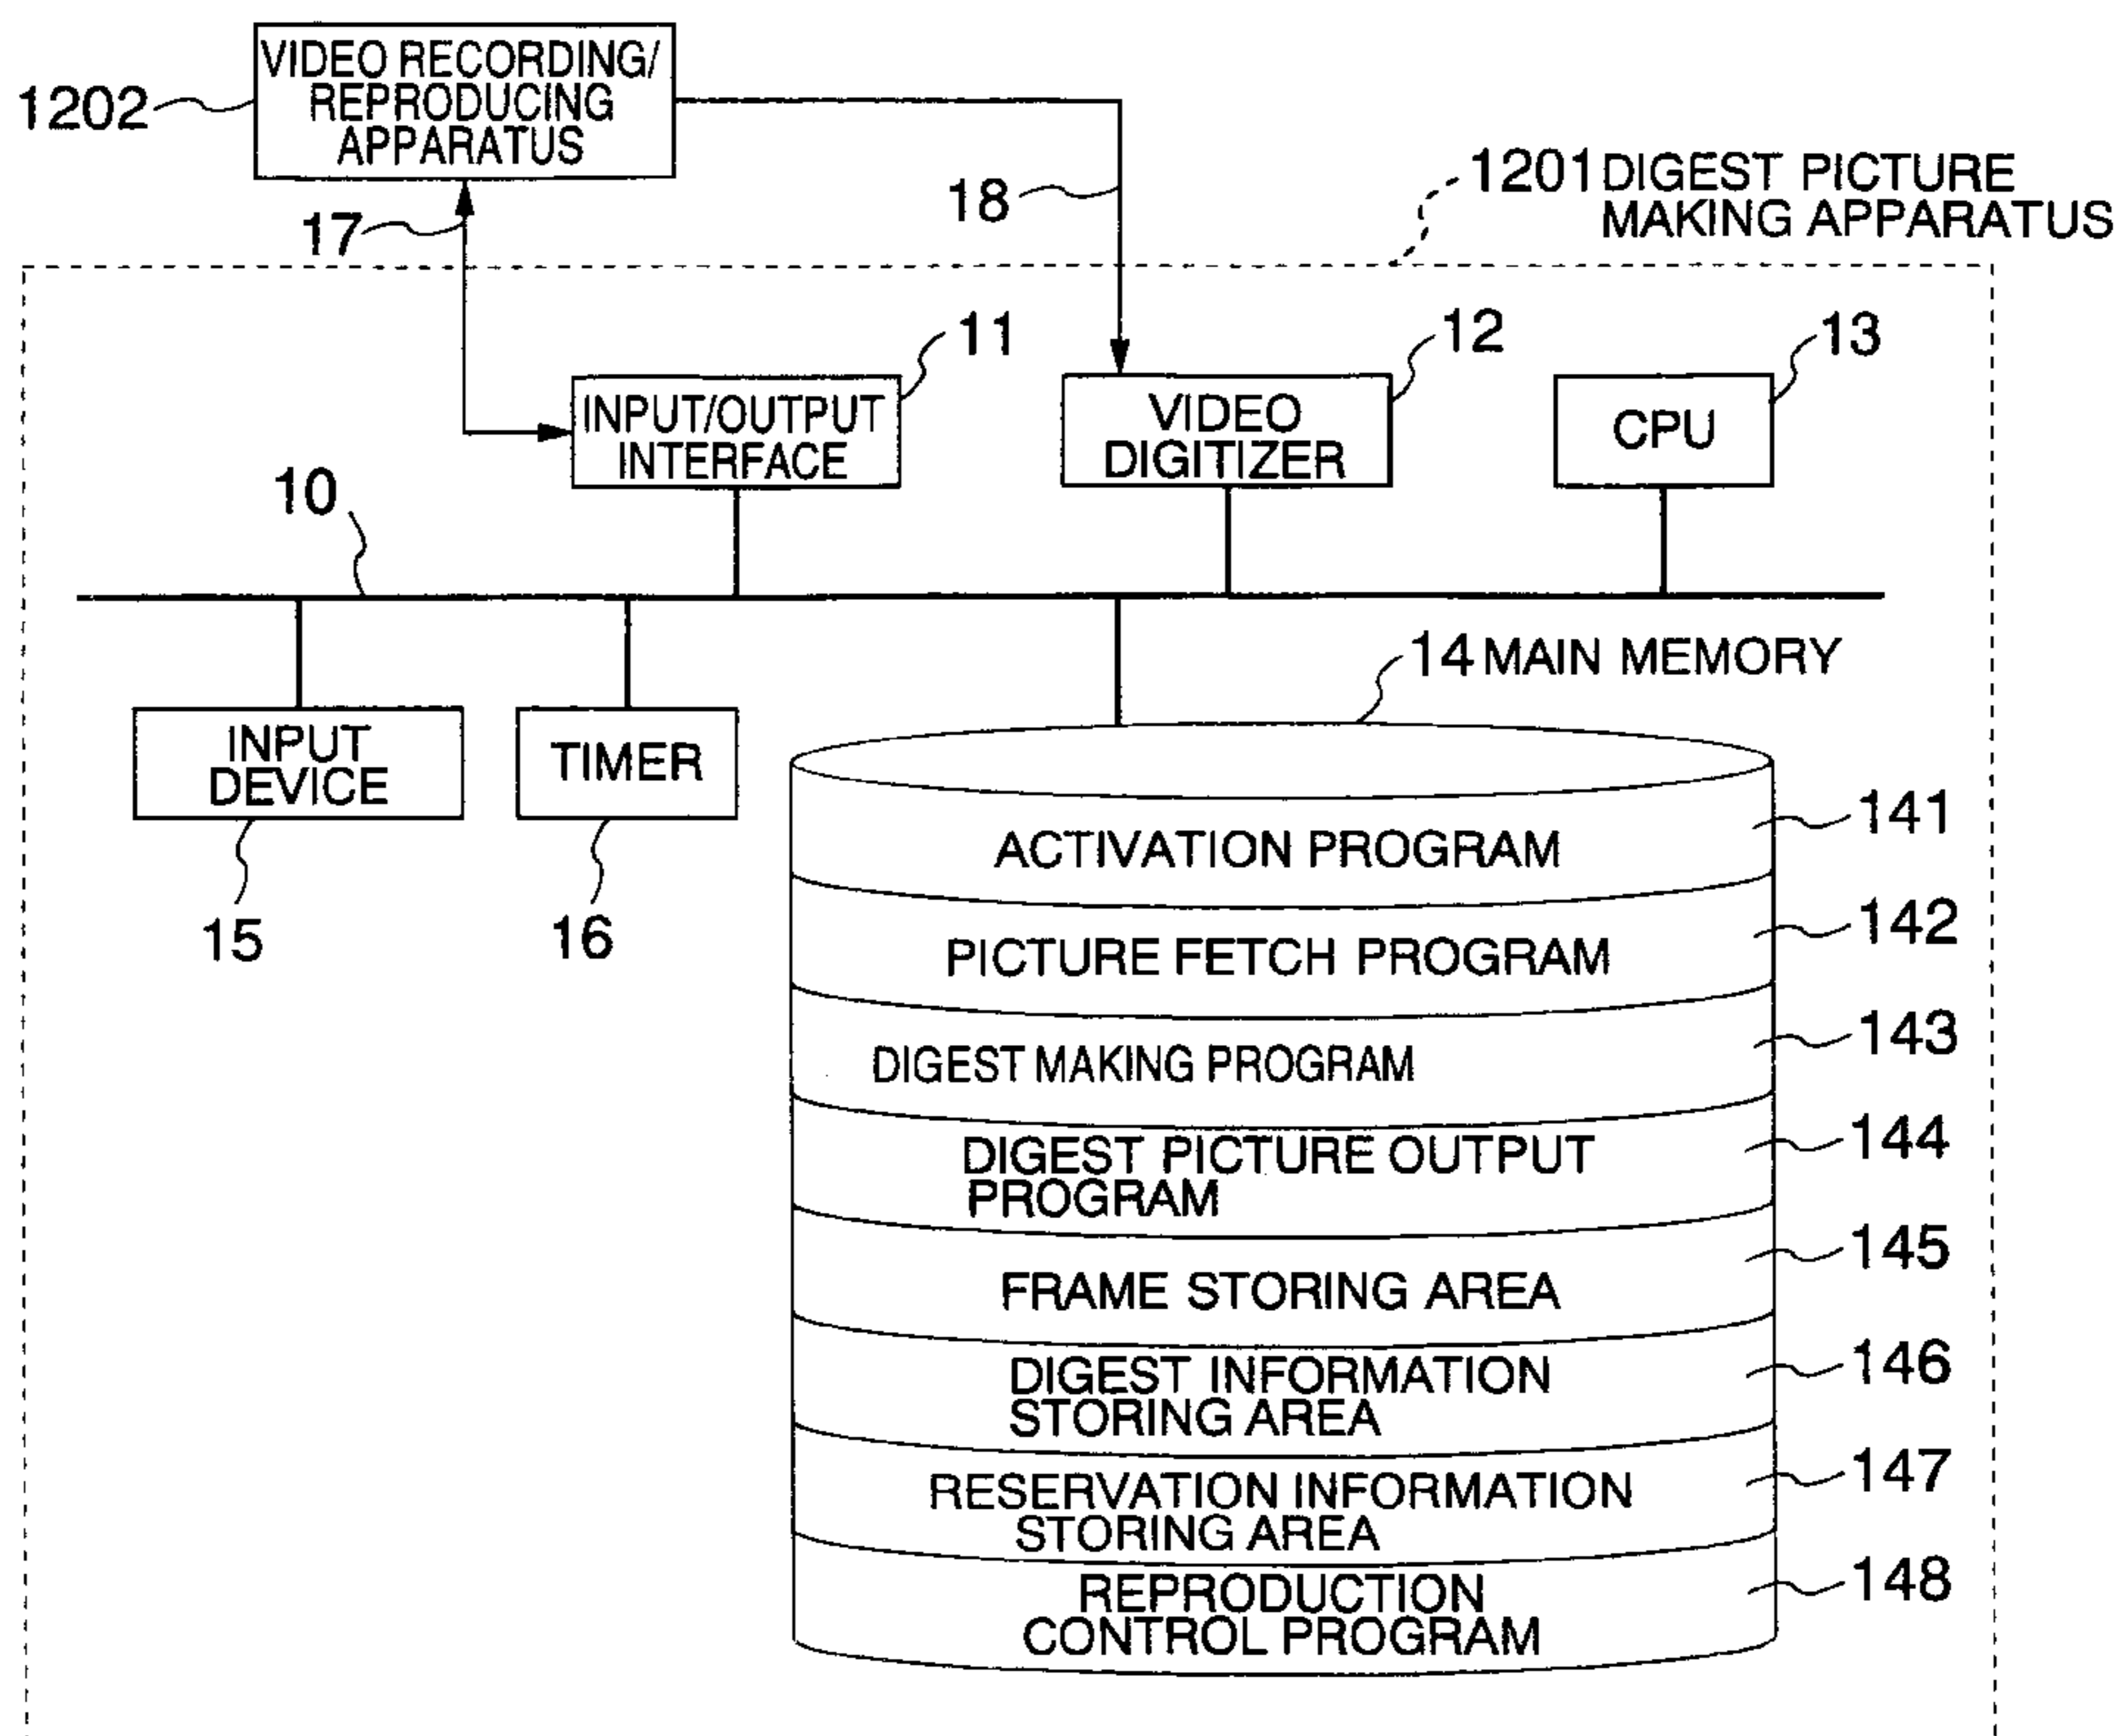 VIDEO RECORDING/
REPRODUCING
APPARATUS
1202
17
18
1201 DIGEST PICTURE
MAKING APPARATUS
11
INPUT/OUTPUT
INTERFACE
12
VIDEO
DIGITIZER
13
CPU
10
14 MAIN MEMORY
INPUT
DEVICE
15
TIMER
16
ACTIVATION PROGRAM
141
PICTURE FETCH PROGRAM
142
DIGEST MAKING PROGRAM
143
DIGEST PICTURE OUTPUT
PROGRAM
144
FRAME STORING AREA
145
DIGEST INFORMATION
STORING AREA
146
RESERVATION INFORMATION
STORING AREA
147
REPRODUCTION
CONTROL PROGRAM
148